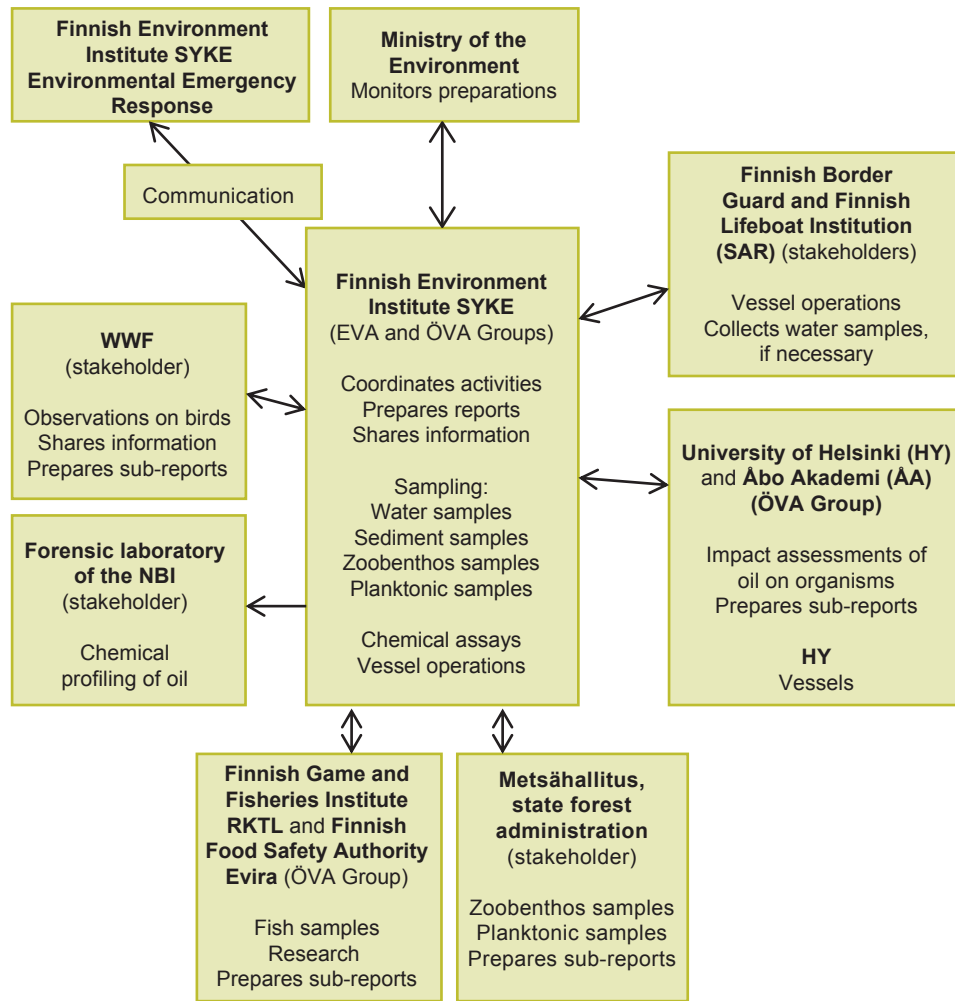 Finnish Environment
Institute SYKE
Environmental Emergency
Response
Ministry of the
Environment
Monitors preparations
Communication
Finnish Border
Guard and Finnish
Lifeboat Institution
(SAR) (stakeholders)
Vessel operations
Collects water samples,
if necessary
Finnish Environment
Institute SYKE
(EVA and ÖVA Groups)
Coordinates activities
Prepares reports
Shares information
Sampling:
Water samples
Sediment samples
Zoobenthos samples
Planktonic samples
Chemical assays
Vessel operations
WWF
(stakeholder)
Observations on birds
Shares information
Prepares sub-reports
University of Helsinki (HY)
and Åbo Akademi (ÅA)
(ÖVA Group)
Impact assessments of
oil on organisms
Prepares sub-reports
HY
Vessels
Forensic laboratory
of the NBI
(stakeholder)
Chemical
profiling of oil
Finnish Game and
Fisheries Institute
RKTL and Finnish
Food Safety Authority
Evira (ÖVA Group)
Fish samples
Research
Prepares sub-reports
Metsähallitus,
state forest
administration
(stakeholder)
Zoobenthos samples
Planktonic samples
Prepares sub-reports